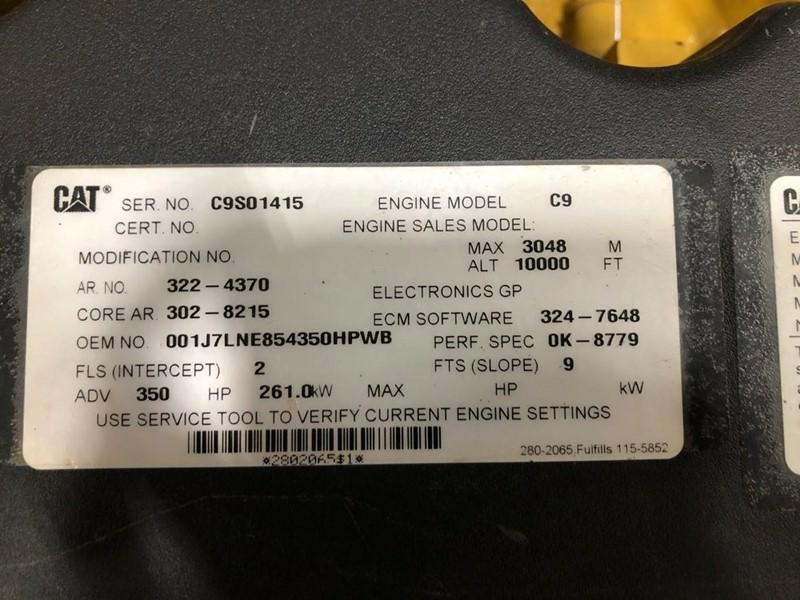 CAT® SER. NO. C9S01415 ENGINE MODEL C9
CERT. NO. ENGINE SALES MODEL:
MODIFICATION NO. MAX 3048 M
ALT 10000 FT
AR. NO. 322-4370
ELECTRONICS GP
CORE AR. 302-8215 ECM SOFTWARE 324-7648
OEM NO. 001J7LNE854350HPWB PERF. SPEC 0K-8779
FLS (INTERCEPT) 2 FTS (SLOPE) 9
ADV 350 HP 261.0kW MAX HP kW
USE SERVICE TOOL TO VERIFY CURRENT ENGINE SETTINGS
*2802065$1*
280-2065,Fulfills 115-5852